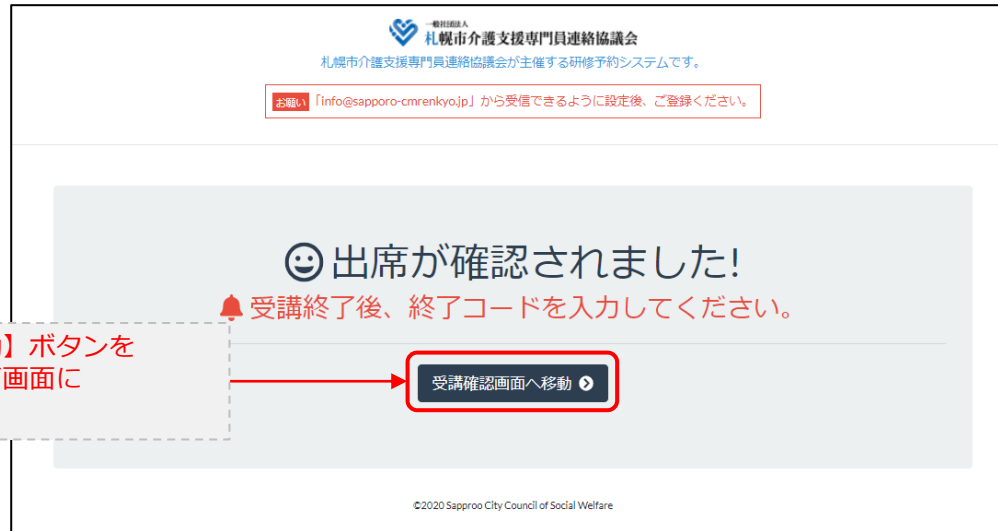 一般社団法人
札幌市介護支援専門員連絡協議会
札幌市介護支援専門員連絡協議会が主催する研修予約システムです。
お願い 「info@sapporo-cmrenkyo.jp」から受信できるように設定後、ご登録ください。
出席が確認されました!
受講終了後、終了コードを入力してください。
】ボタンを
画面に
受講確認画面へ移動
©2020 Sapproo City Council of Social Welfare